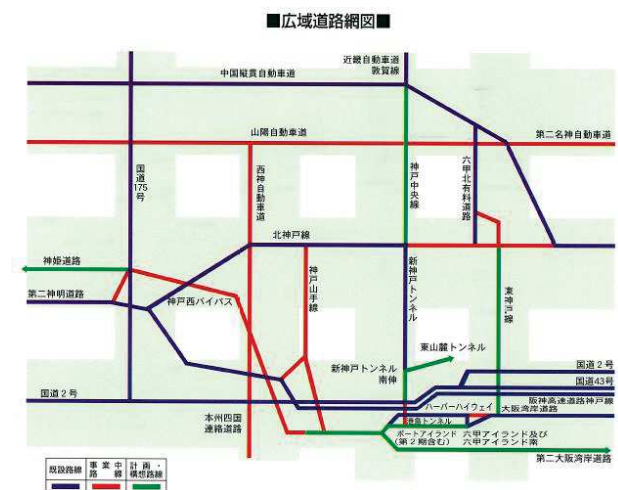 ■広域道路網図■
近畿自動車道
敦賀線
中国縦貫自動車道
山陽自動車道
第二名神自動車道
国道175号
西神自動車道
神戸中央線
六甲北有料道路
北神戸線
神姫道路
第二神明道路
神戸西バイパス
神戸山手線
新神戸トンネル
東山麓トンネル
新神戸トンネル
南伸
国道2号
国道43号
国道2号
阪神高速道路神戸線
ハーバーハイウェイ
大阪湾岸道路
港島トンネル
本州四国
連絡道路
ポートアイランド
(第2期含む)
六甲アイランド及び
六甲アイランド南
第二大阪湾岸道路
既設路線
事業中
路線
計画・
構想路線